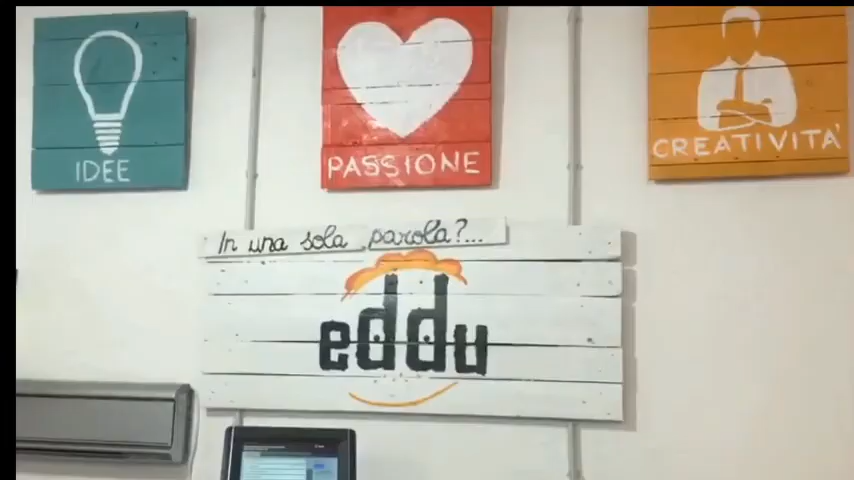 IDEE
PASSIONE
CREATIVITA'
In una sola parola?...
eddu